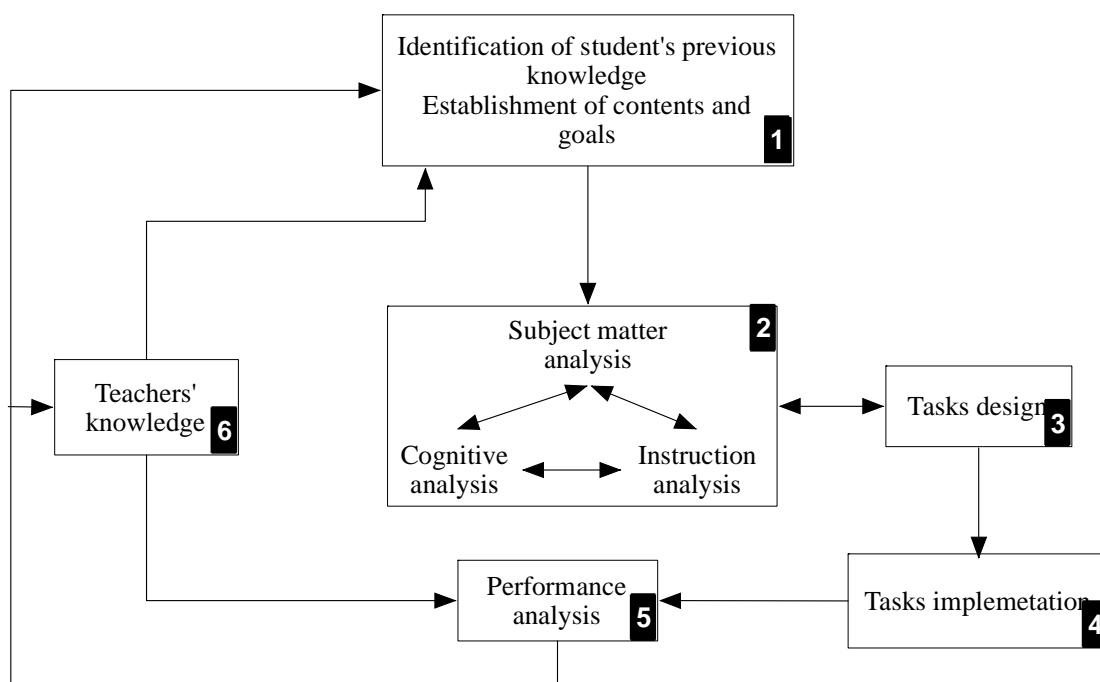 Identification of student's previous
knowledge
Establishment of contents and
goals
1
Subject matter
analysis
2
Cognitive
analysis
Instruction
analysis
Tasks design
3
Tasks implemetation
4
Performance
analysis
5
Teachers'
knowledge
6